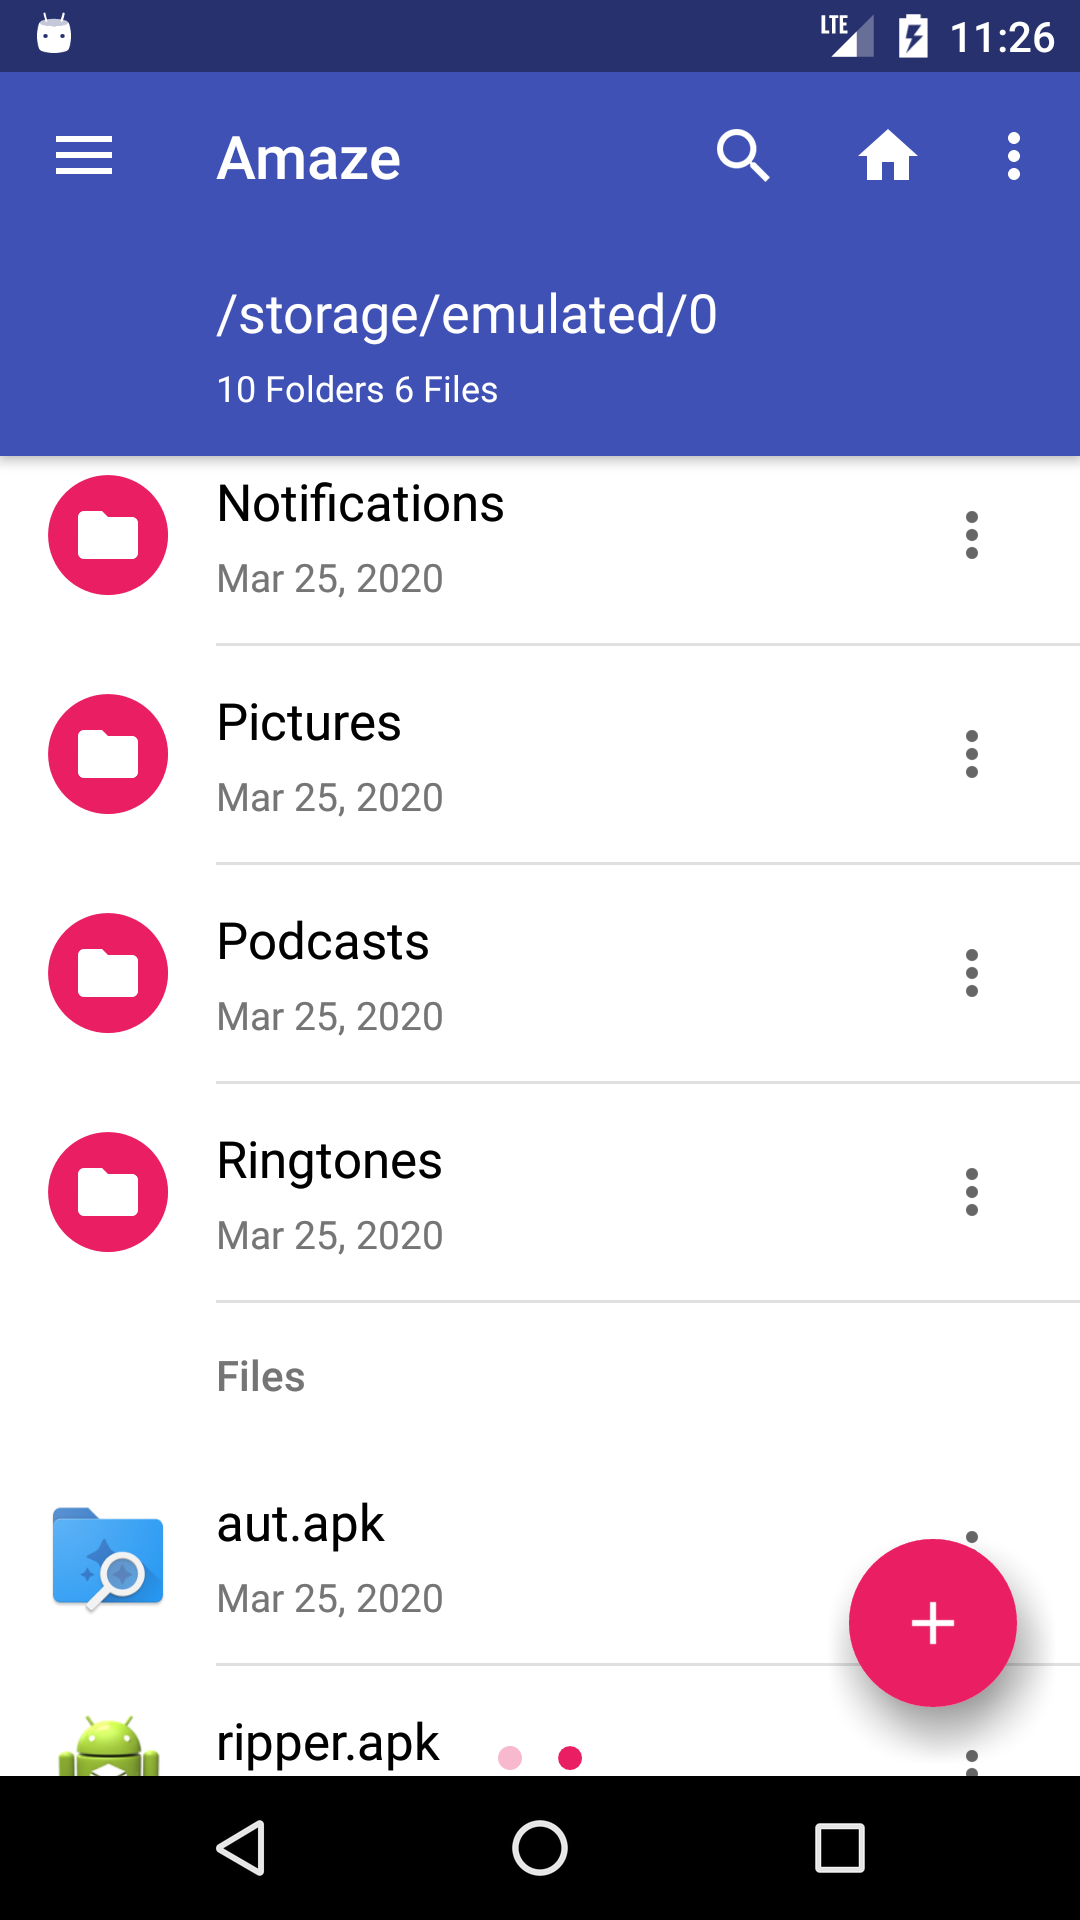 LTE 11:26
Amaze
/storage/emulated/0
10 Folders 6 Files
Notifications
Mar 25, 2020
Pictures
Mar 25, 2020
Podcasts
Mar 25, 2020
Ringtones
Mar 25, 2020
Files
aut.apk
Mar 25, 2020
ripper.apk